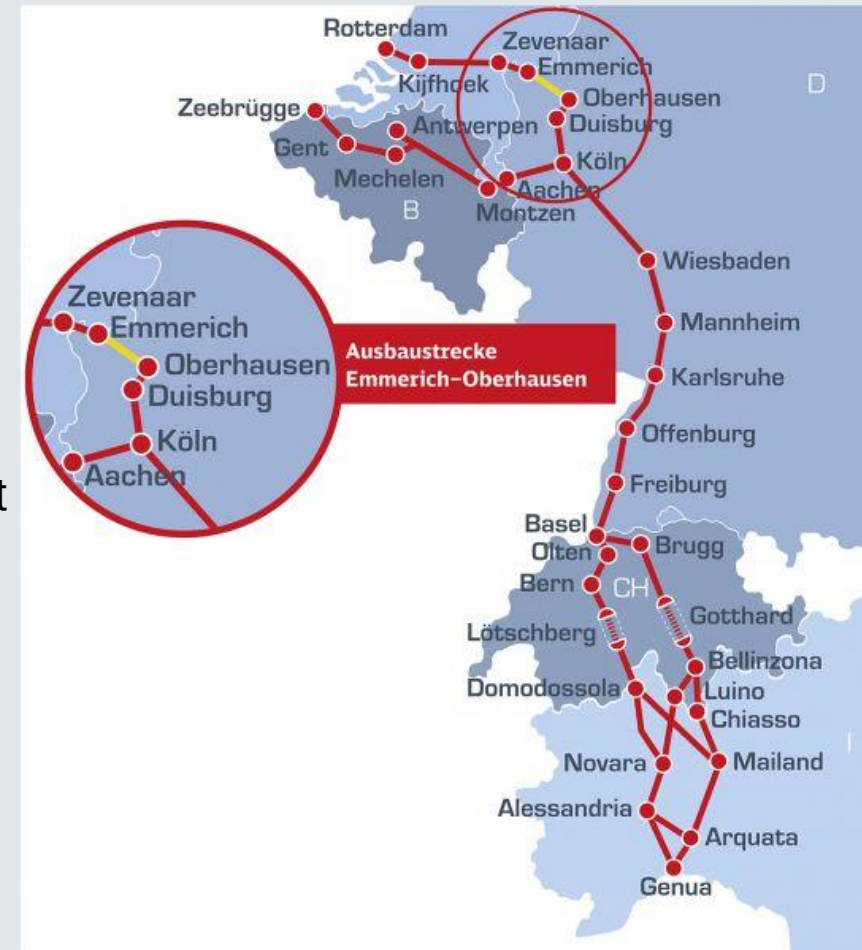 Rotterdam
Zevenaar
Emmerich
Kijfhoek
D
Oberhausen
Zeebrügge
Antwerpen
Duisburg
Gent
Köln
Mechelen
Aachen
B
Montzen
Wiesbaden
Zevenaar
Emmerich
Mannheim
Oberhausen
Ausbaustrecke
Emmerich–Oberhausen
Karlsruhe
Duisburg
Offenburg
Köln
Aachen
t
Freiburg
Basel
Olten
Brugg
Bern
CH
Gotthard
Lötschberg
Bellinzona
Domodossola
Luino
Chiasso
I
Novara
Mailand
Alessandria
Arquata
Genua